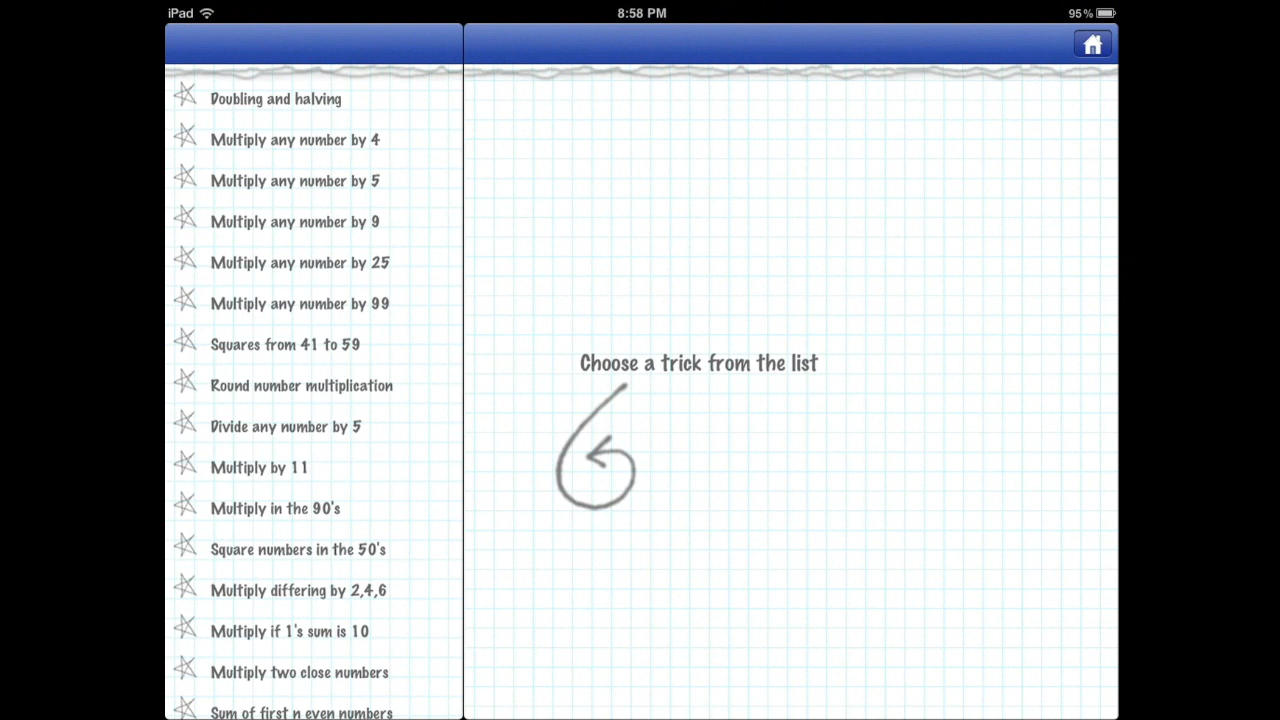 iPad
8:58 PM
95%
Doubling and halving
Multiply any number by 4
Multiply any number by 5
Multiply any number by 9
Multiply any number by 25
Multiply any number by 99
Squares from 41 to 59
Round number multiplication
Divide any number by 5
Multiply by 11
Multiply in the 90's
Square numbers in the 50's
Multiply differing by 2,4,6
Multiply if 1's sum is 10
Multiply two close numbers
Sum of first n even numbers
Choose a trick from the list